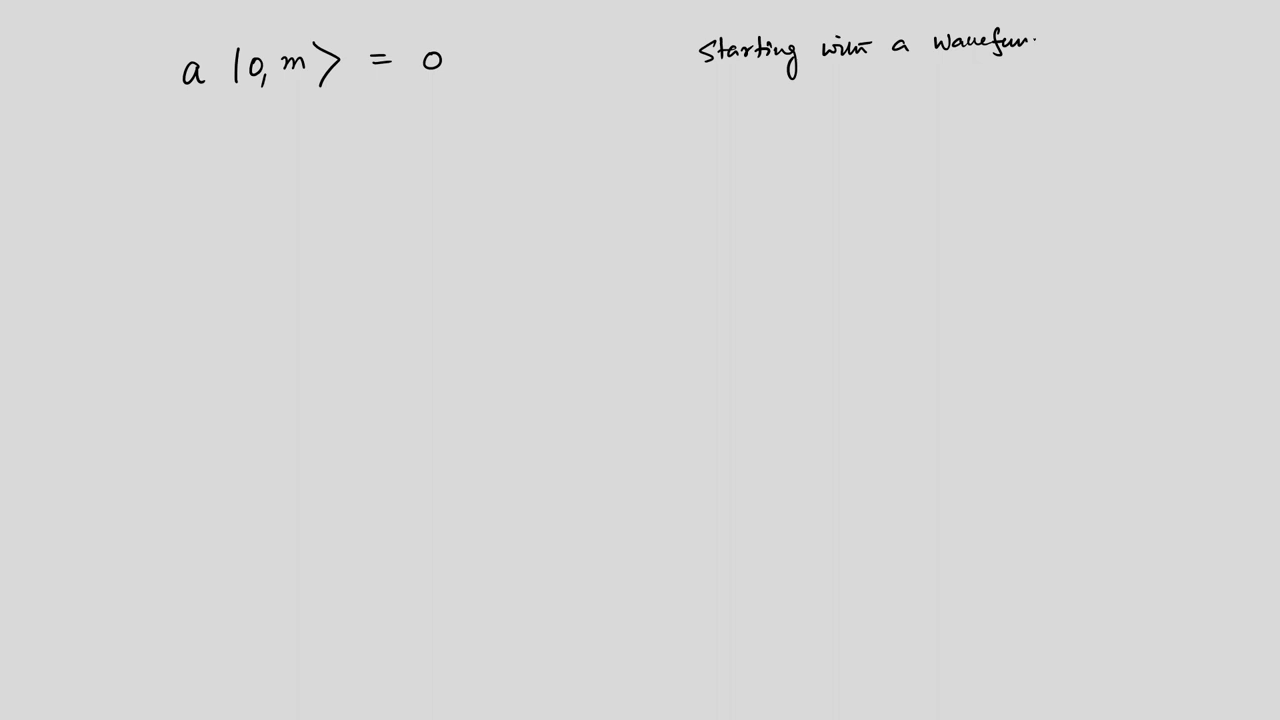 a |0, m⟩ = 0
Starting with a wavefun.